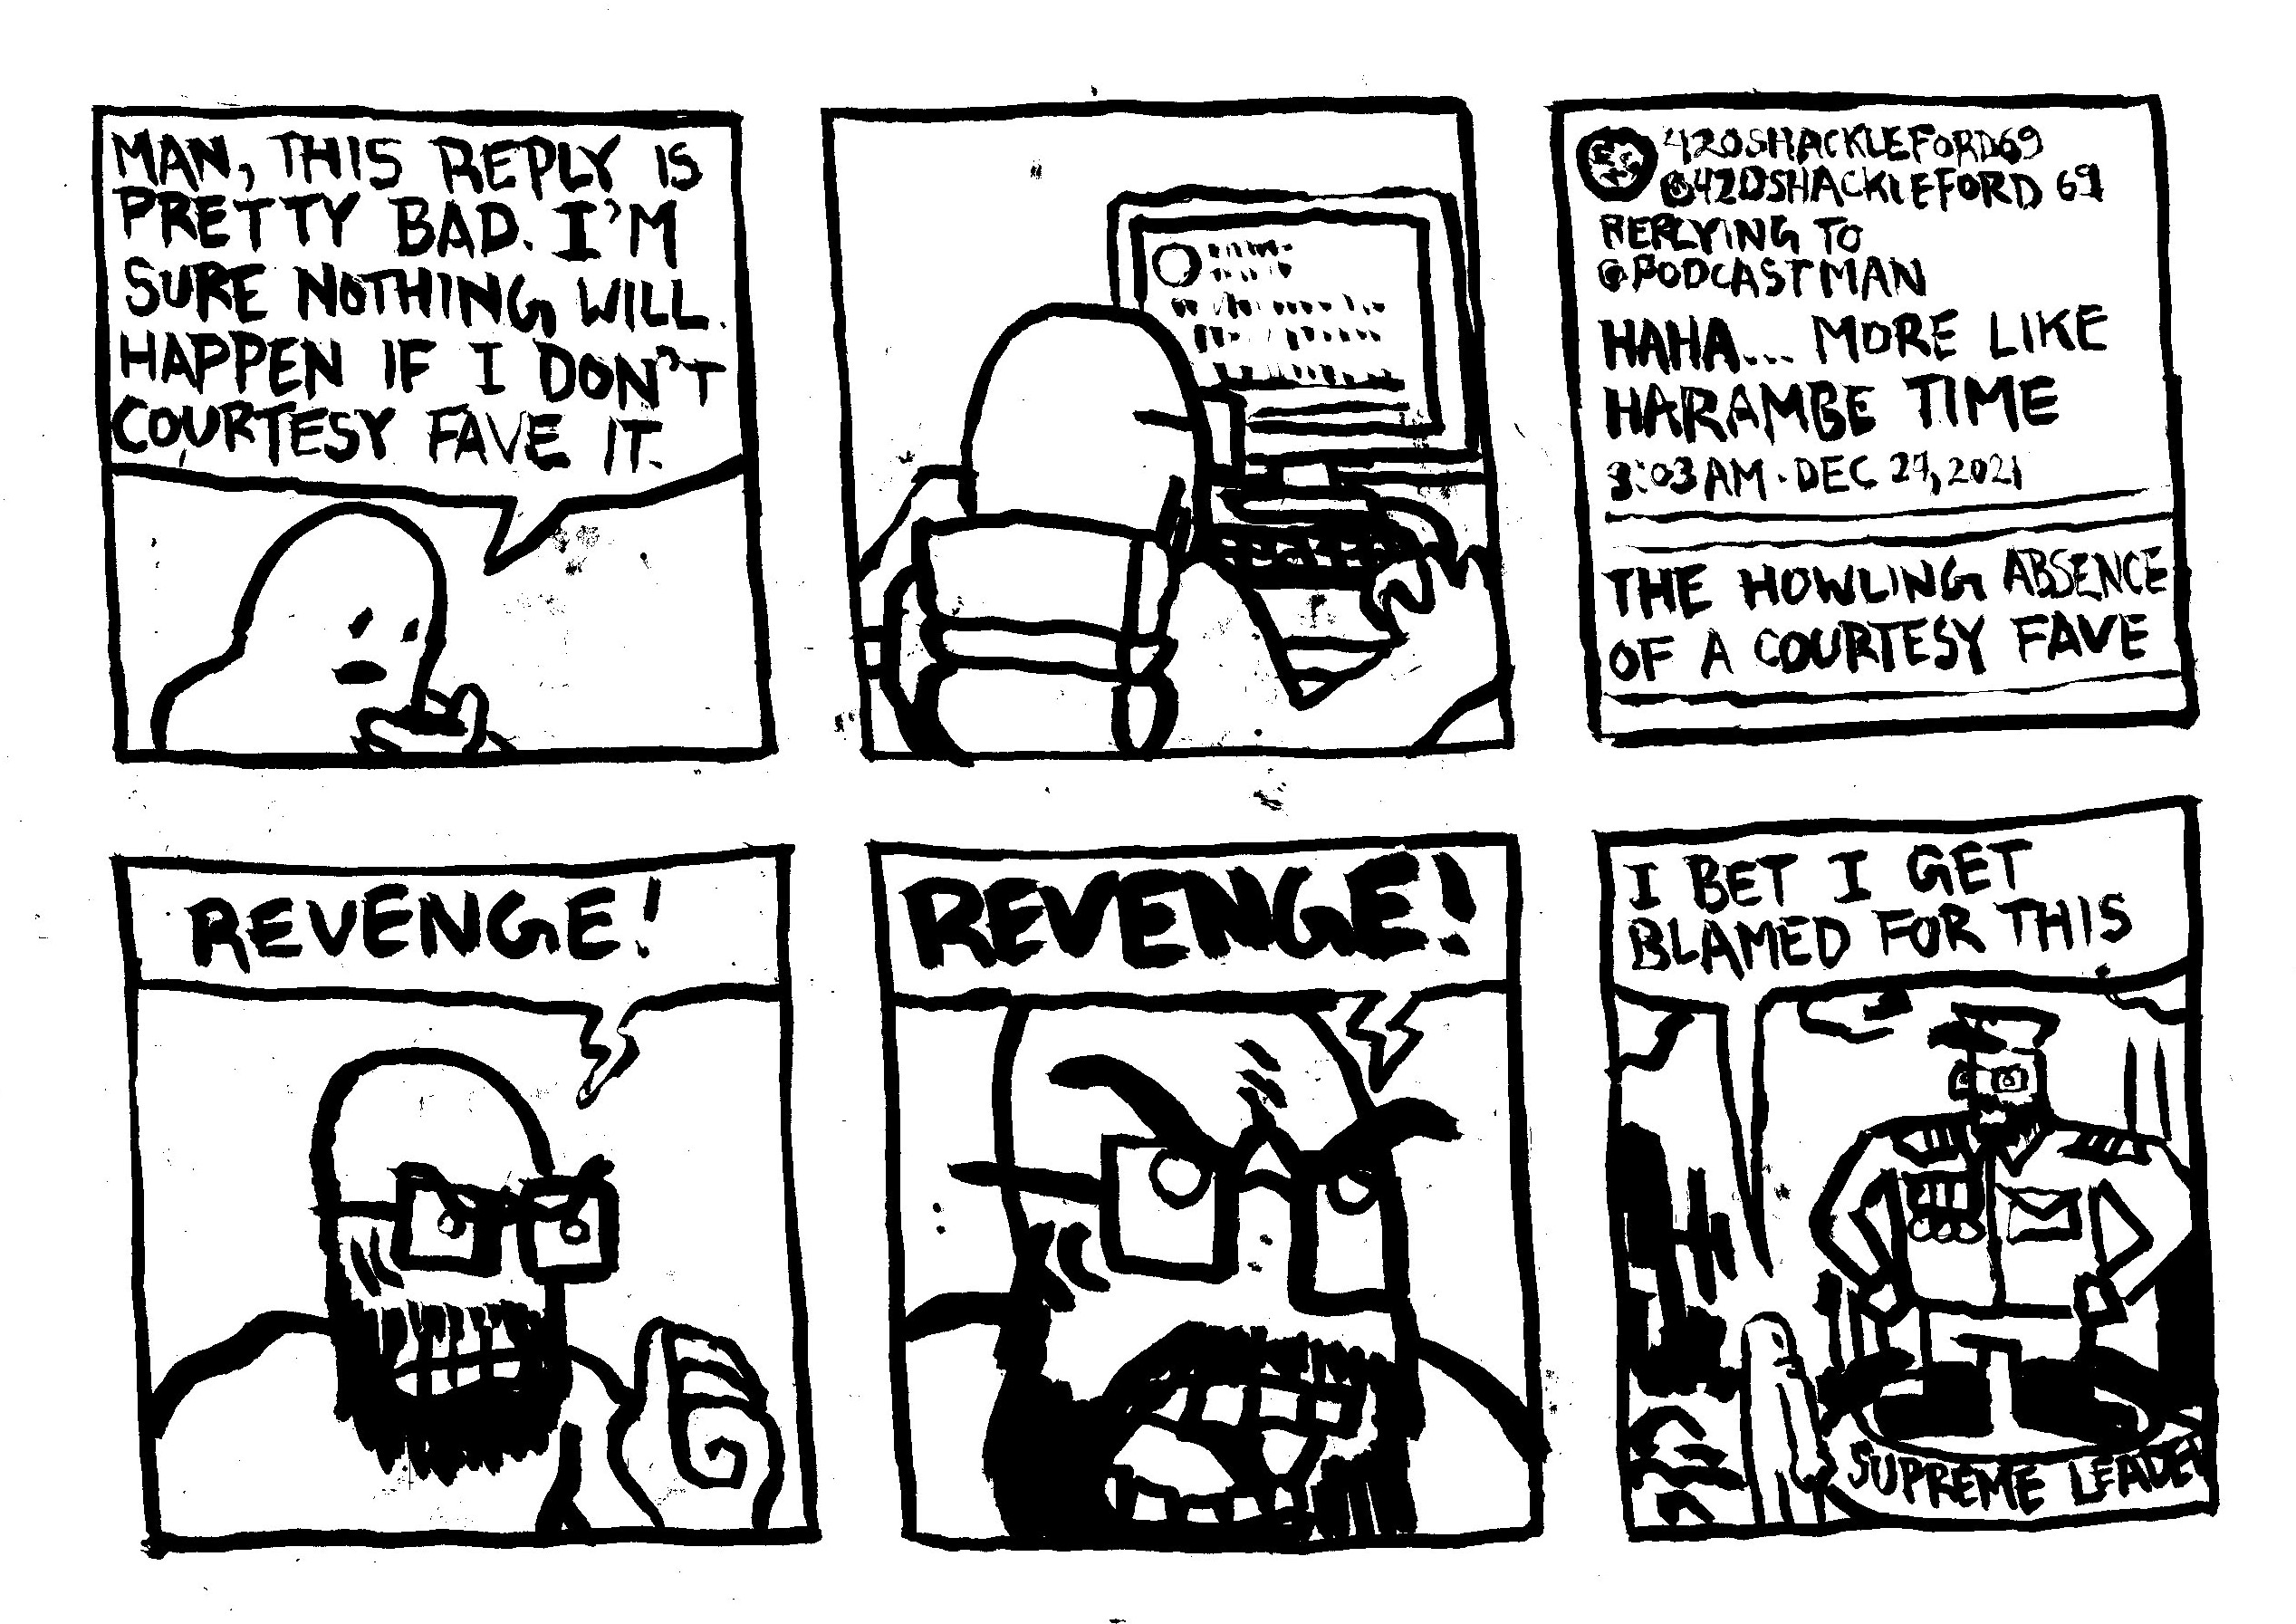 MAN, THIS REPLY IS
PRETTY BAD. I'M
SURE NOTHING WILL
HAPPEN IF I DON'T
COURTESY FAVE IT.
420SHACKLEFORD69
@420SHACKLEFORD69
REPLYING TO
@PODCASTMAN
HAHA... MORE LIKE
HARAMBE TIME
3:03 AM · DEC 27, 2021
THE HOWLING ABSENCE
OF A COURTESY FAVE
REVENGE!
REVENGE!
I BET I GET
BLAMED FOR THIS
SUPREME LEADER